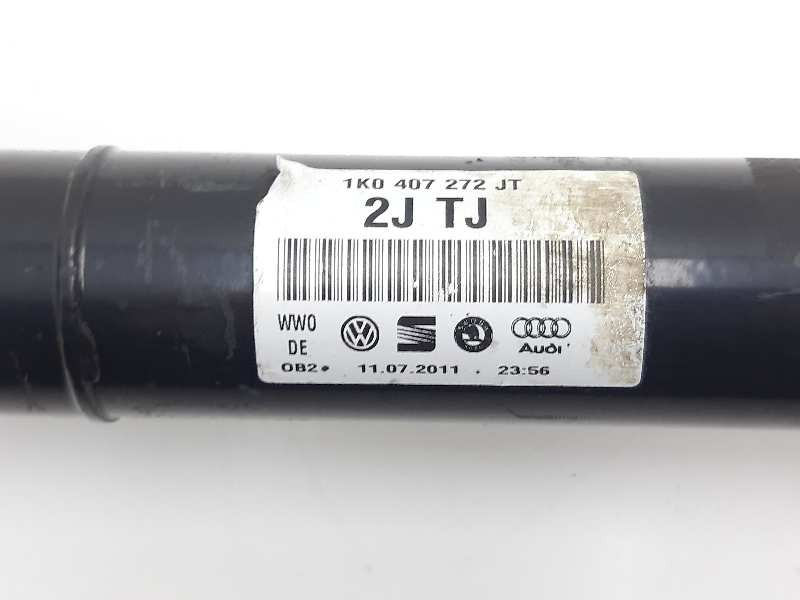 1K0 407 272 JT
2J TJ
WW0
DE
Audi
OB2• 11.07.2011 . 23:56